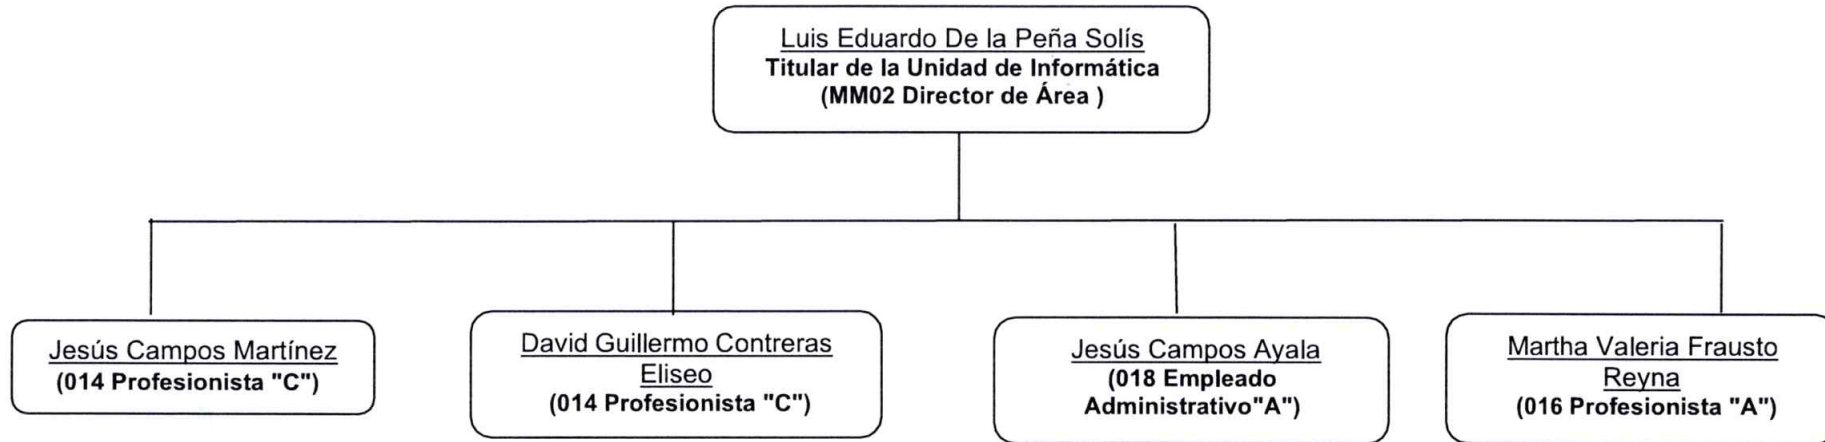 Luis Eduardo De la Peña Solís
Titular de la Unidad de Informática
(MM02 Director de Área )
Jesús Campos Martínez
(014 Profesionista "C")
David Guillermo Contreras
Eliseo
(014 Profesionista "C")
Jesús Campos Ayala
(018 Empleado
Administrativo"A")
Martha Valeria Frausto
Reyna
(016 Profesionista "A")